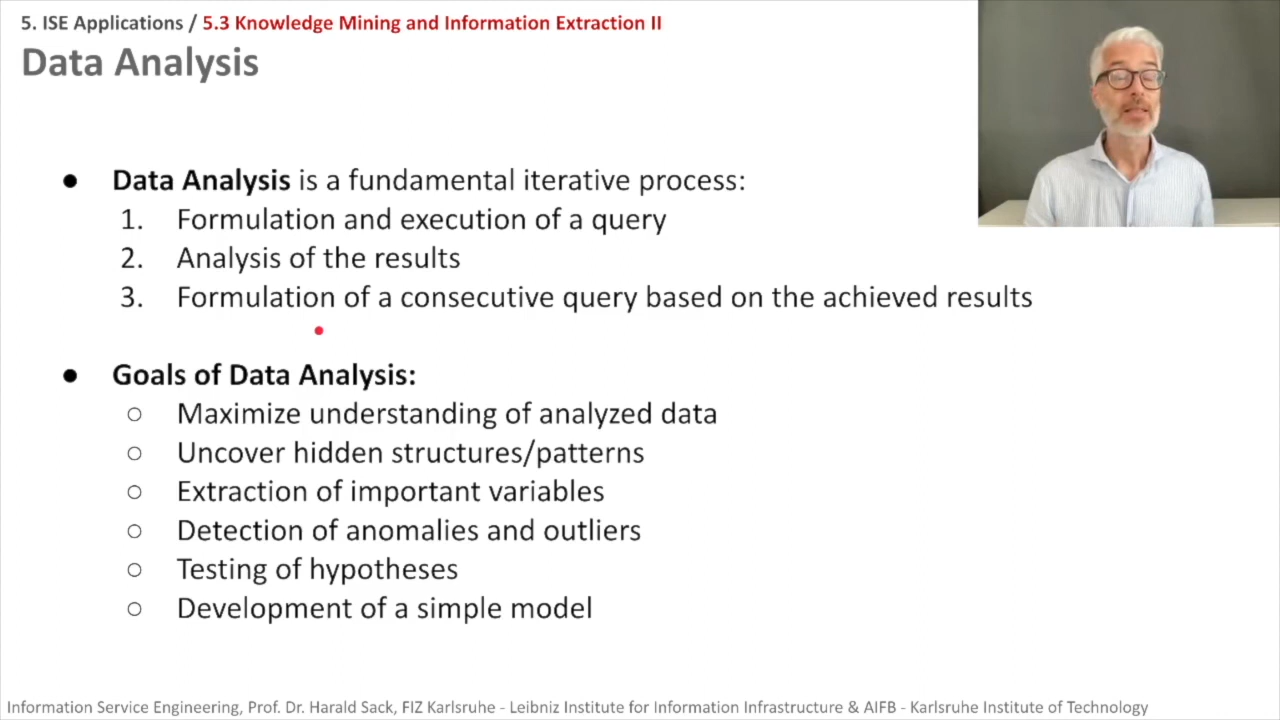 5. ISE Applications / 5.3 Knowledge Mining and Information Extraction II
Data Analysis
● Data Analysis is a fundamental iterative process:
1. Formulation and execution of a query
2. Analysis of the results
3. Formulation of a consecutive query based on the achieved results
● Goals of Data Analysis:
○ Maximize understanding of analyzed data
○ Uncover hidden structures/patterns
○ Extraction of important variables
○ Detection of anomalies and outliers
○ Testing of hypotheses
○ Development of a simple model
Information Service Engineering, Prof. Dr. Harald Sack, FIZ Karlsruhe - Leibniz Institute for Information Infrastructure & AIFB - Karlsruhe Institute of Technology